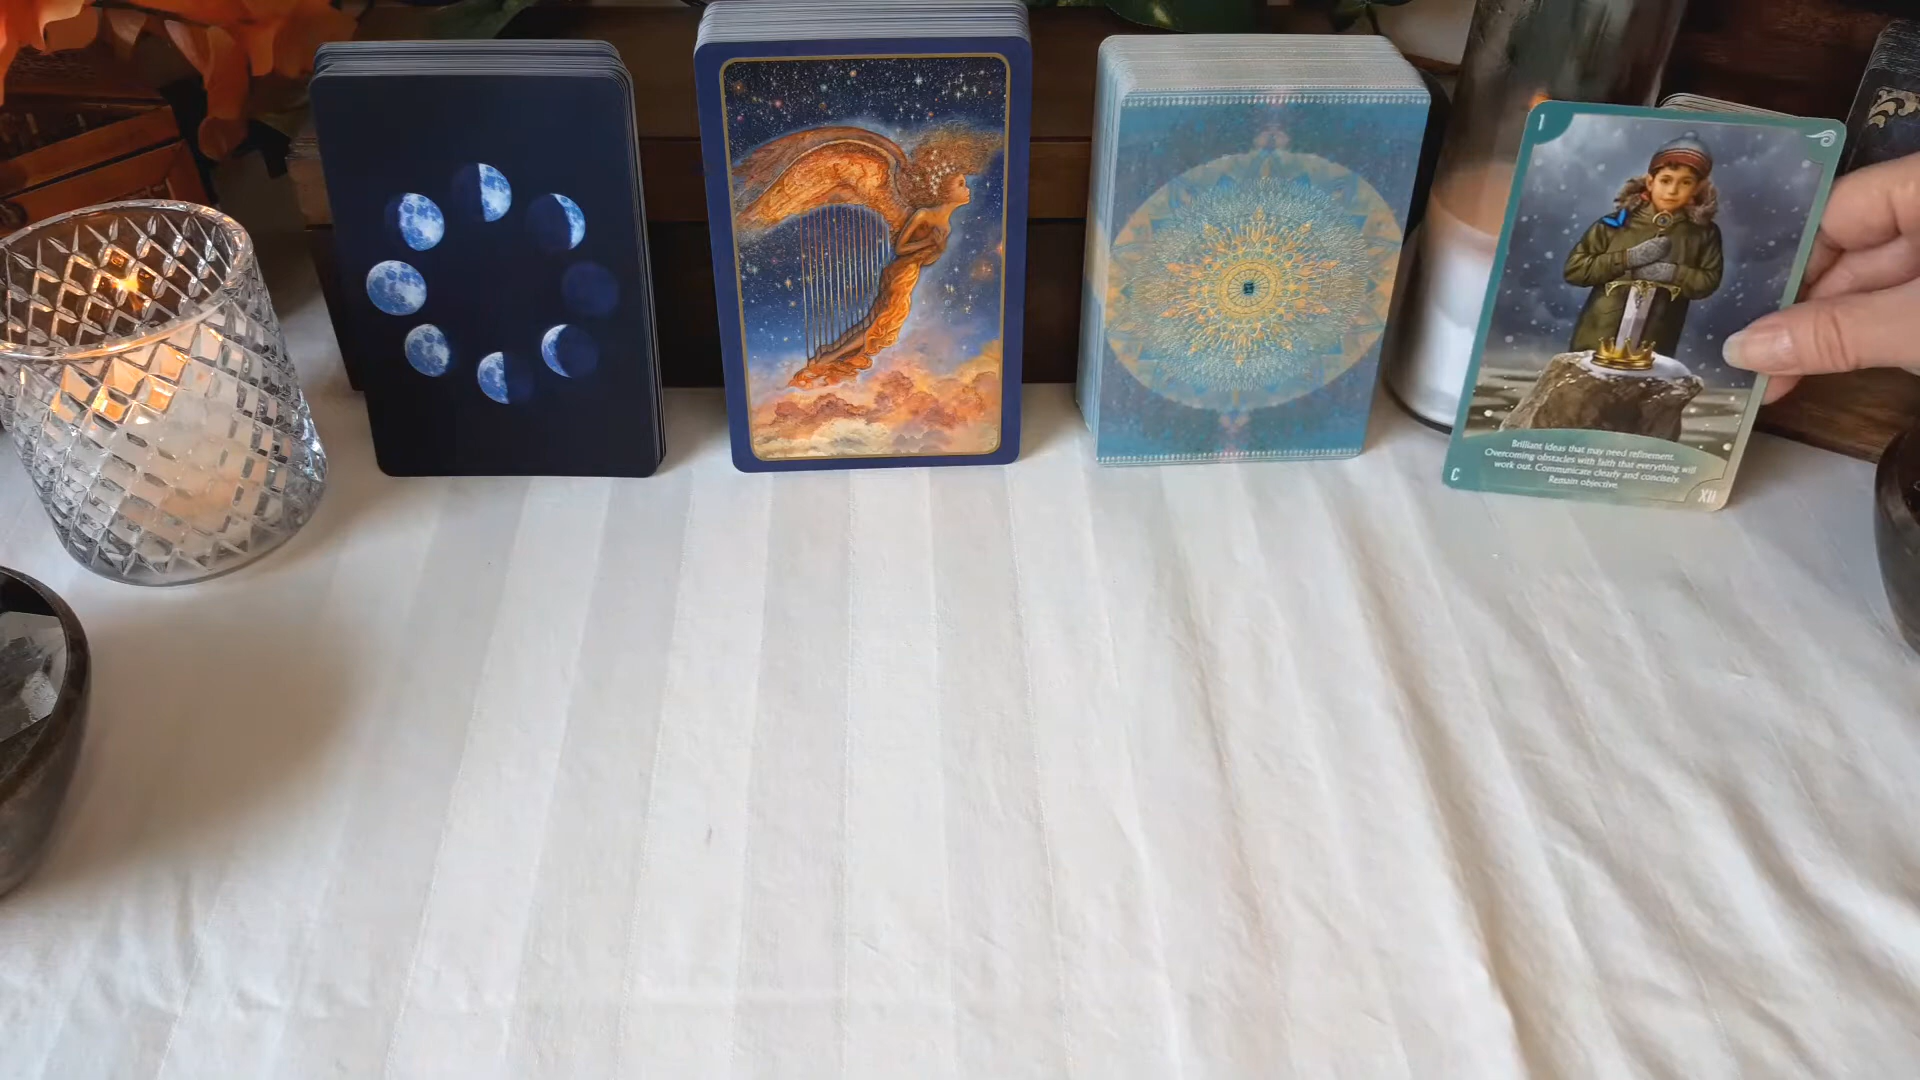 1
Brilliant ideas that may need refinement.
Overcoming obstacles with faith that everything will
work out. Communicate clearly and concisely.
Remain objective.
C
XII